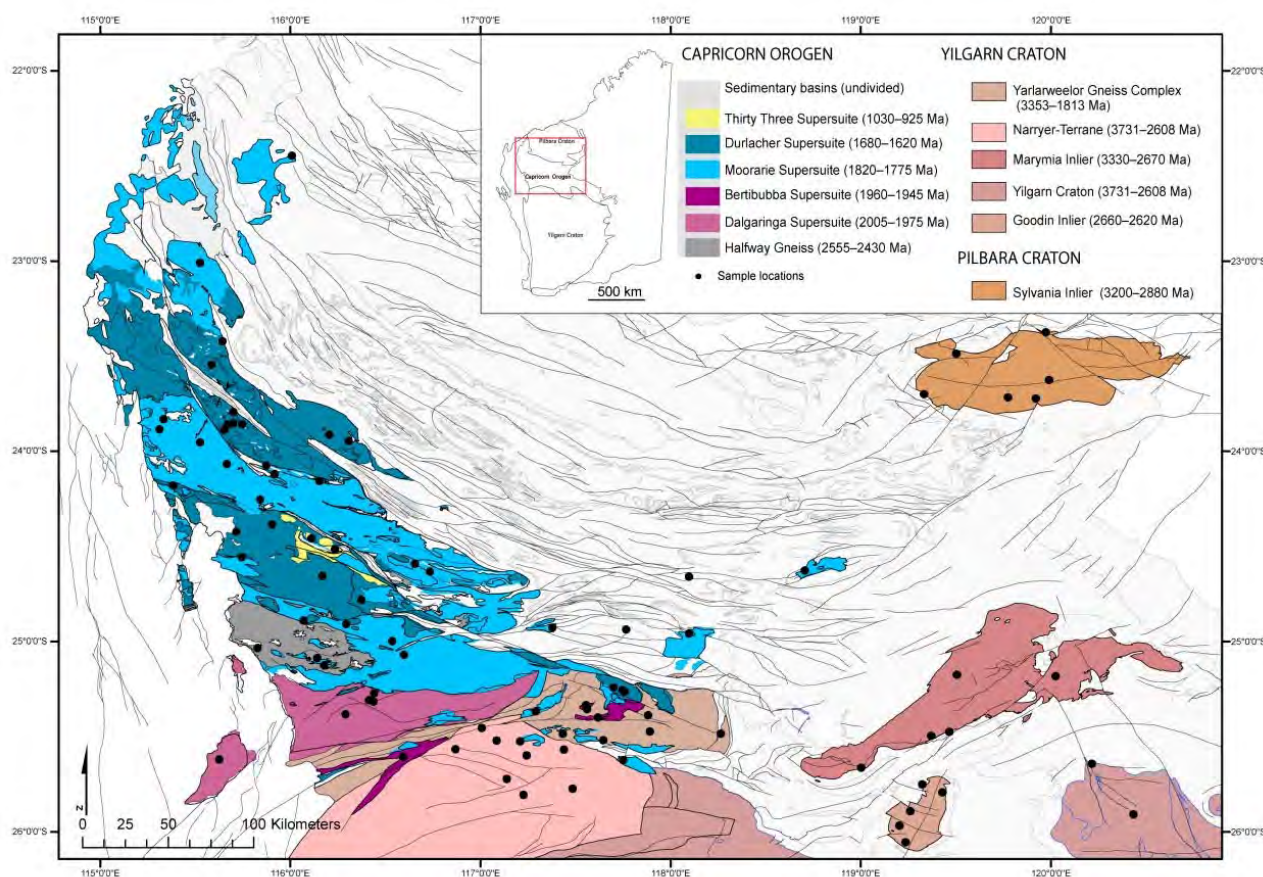 115°0'0"E 116°0'0"E 117°0'0"E 118°0'0"E 119°0'0"E 120°0'0"E
22°0'0"S
23°0'0"S
24°0'0"S
25°0'0"S
26°0'0"S
Pilbara Craton
Capricorn Orogen
Yilgarn Craton
500 km
CAPRICORN OROGEN
Sedimentary basins (undivided)
Thirty Three Supersuite (1030–925 Ma)
Durlacher Supersuite (1680–1620 Ma)
Moorarie Supersuite (1820–1775 Ma)
Bertibubba Supersuite (1960–1945 Ma)
Dalgaringa Supersuite (2005–1975 Ma)
Halfway Gneiss (2555–2430 Ma)
Sample locations
YILGARN CRATON
Yarlarweelor Gneiss Complex
(3353–1813 Ma)
Narryer-Terrane (3731–2608 Ma)
Marymia Inlier (3330–2670 Ma)
Yilgarn Craton (3731–2608 Ma)
Goodin Inlier (2660–2620 Ma)
PILBARA CRATON
Sylvania Inlier (3200–2880 Ma)
22°0'0"S
23°0'0"S
24°0'0"S
25°0'0"S
26°0'0"S
z
0 25 50 100 Kilometers
115°0'0"E 116°0'0"E 117°0'0"E 118°0'0"E 119°0'0"E 120°0'0"E